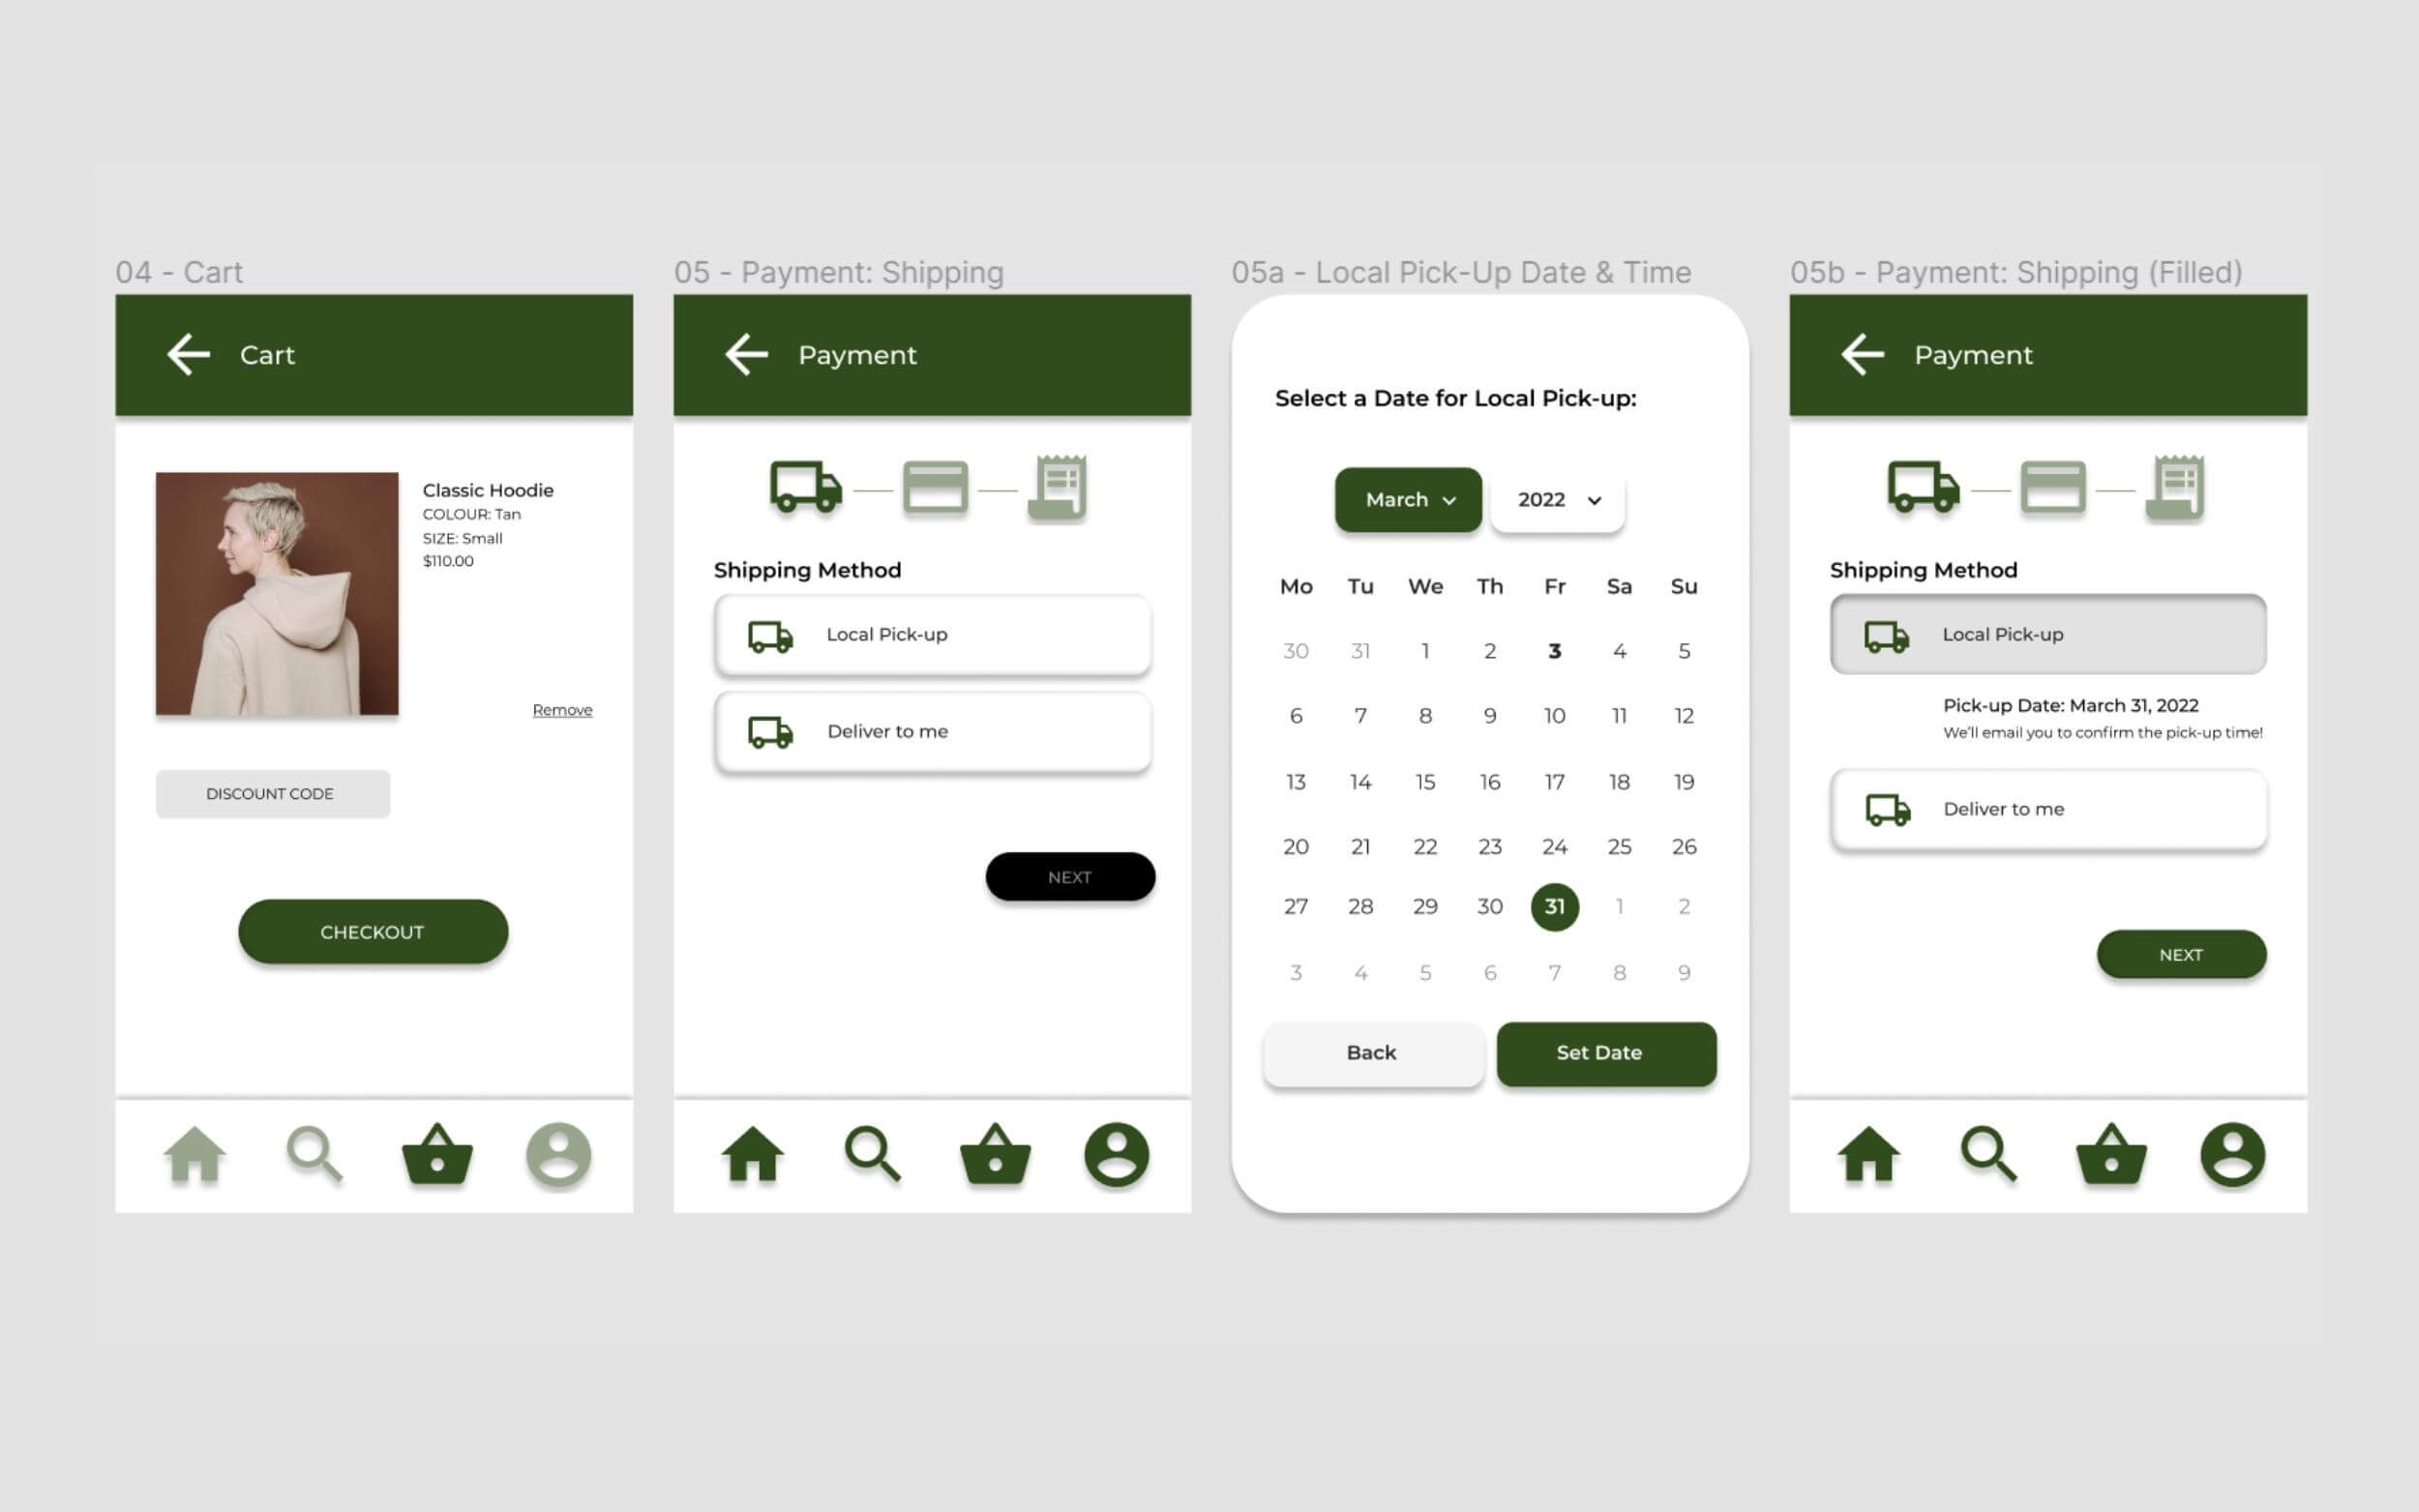 04 - Cart
Cart
Classic Hoodie
COLOUR: Tan
SIZE: Small
$110.00
Remove
DISCOUNT CODE
CHECKOUT
05 - Payment: Shipping
Payment
Shipping Method
Local Pick-up
Deliver to me
NEXT
05a - Local Pick-Up Date & Time
Select a Date for Local Pick-up:
March 2022
Mo Tu We Th Fr Sa Su
30 31 1 2 3 4 5
6 7 8 9 10 11 12
13 14 15 16 17 18 19
20 21 22 23 24 25 26
27 28 29 30 31 1 2
3 4 5 6 7 8 9
Back Set Date
05b - Payment: Shipping (Filled)
Payment
Shipping Method
Local Pick-up
Pick-up Date: March 31, 2022
We'll email you to confirm the pick-up time!
Deliver to me
NEXT